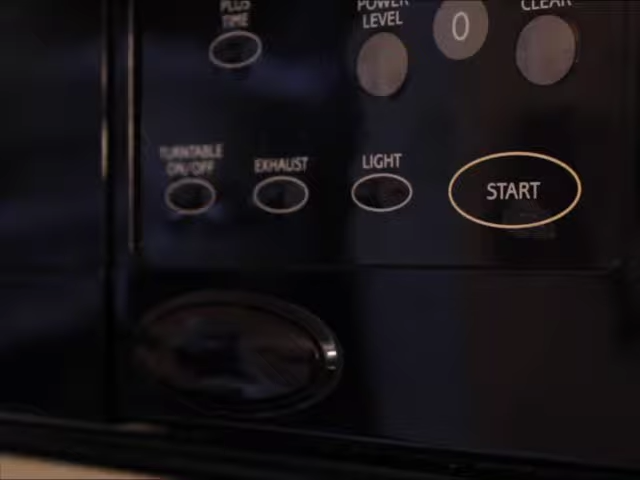 PLUS
TIME
POWER
LEVEL
0
CLEAR
TURNTABLE
ON/OFF
EXHAUST
LIGHT
START